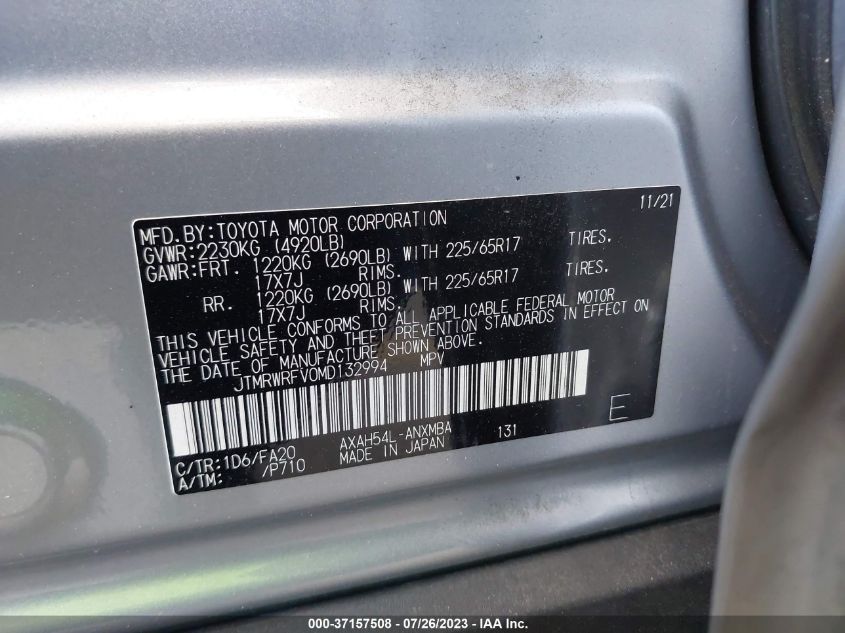 11/21
MFD.BY:TOYOTA MOTOR CORPORATION
GVWR:2230KG (4920LB)
GAWR:FRT. 1220KG (2690LB) WITH 225/65R17 TIRES.
17X7J RIMS.
RR. 1220KG (2690LB) WITH 225/65R17 TIRES.
17X7J RIMS.
THIS VEHICLE CONFORMS TO ALL APPLICABLE FEDERAL MOTOR
VEHICLE SAFETY AND THEFT PREVENTION STANDARDS IN EFFECT ON
THE DATE OF MANUFACTURE SHOWN ABOVE.
JTMRWRFV0MD132994 MPV
E
C/TR:1D6/FA20 AXAH54L-ANXMBA 131
A/TM: /P710 MADE IN JAPAN
000-37157508 - 07/26/2023 - IAAI.COM